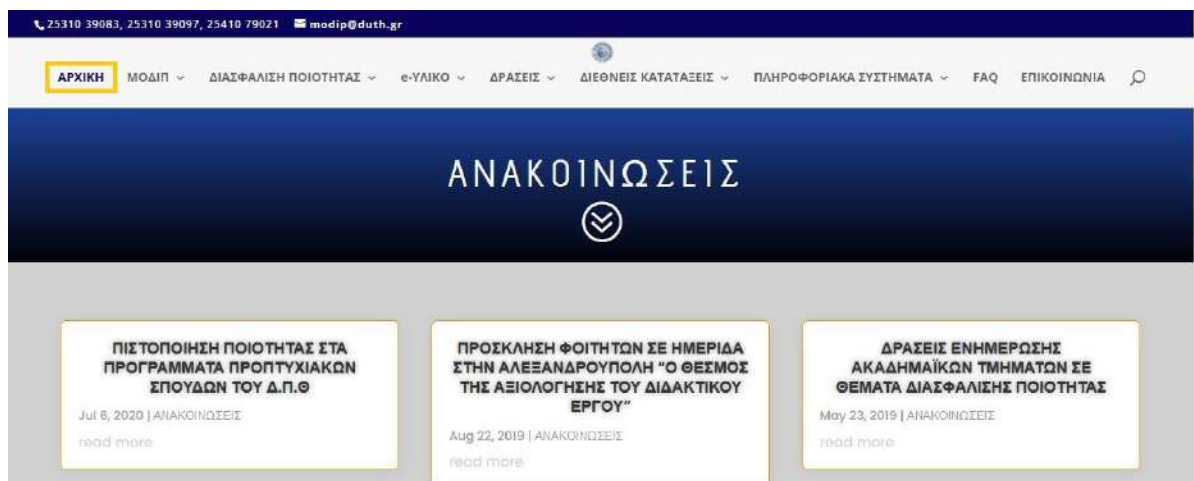 25310 39083, 25310 39097, 25410 79021 modip@duth.gr
ΑΡΧΙΚΗ ΜΟΔΙΠ ΔΙΑΣΦΑΛΙΣΗ ΠΟΙΟΤΗΤΑΣ e-ΥΛΙΚΟ ΔΡΑΣΕΙΣ ΔΙΕΘΝΕΙΣ ΚΑΤΑΤΑΞΕΙΣ ΠΛΗΡΟΦΟΡΙΑΚΑ ΣΥΣΤΗΜΑΤΑ FAQ ΕΠΙΚΟΙΝΩΝΙΑ
ΑΝΑΚΟΙΝΩΣΕΙΣ
ΠΙΣΤΟΠΟΙΗΣΗ ΠΟΙΟΤΗΤΑΣ ΣΤΑ
ΠΡΟΓΡΑΜΜΑΤΑ ΠΡΟΠΤΥΧΙΑΚΩΝ
ΣΠΟΥΔΩΝ ΤΟΥ Δ.Π.Θ
Jul 6, 2020 | ΑΝΑΚΟΙΝΩΣΕΙΣ
read more
ΠΡΟΣΚΛΗΣΗ ΦΟΙΤΗΤΩΝ ΣΕ ΗΜΕΡΙΔΑ
ΣΤΗΝ ΑΛΕΞΑΝΔΡΟΥΠΟΛΗ “Ο ΘΕΣΜΟΣ
ΤΗΣ ΑΞΙΟΛΟΓΗΣΗΣ ΤΟΥ ΔΙΔΑΚΤΙΚΟΥ
ΕΡΓΟΥ”
Aug 22, 2019 | ΑΝΑΚΟΙΝΩΣΕΙΣ
read more
ΔΡΑΣΕΙΣ ΕΝΗΜΕΡΩΣΗΣ
ΑΚΑΔΗΜΑΪΚΩΝ ΤΜΗΜΑΤΩΝ ΣΕ
ΘΕΜΑΤΑ ΔΙΑΣΦΑΛΙΣΗΣ ΠΟΙΟΤΗΤΑΣ
May 23, 2019 | ΑΝΑΚΟΙΝΩΣΕΙΣ
read more